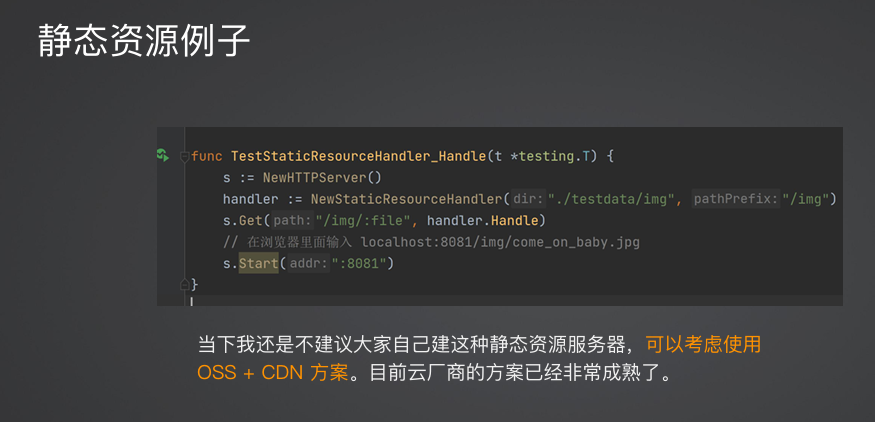 静态资源例子
func TestStaticResourceHandler_Handle(t *testing.T) {
s := NewHTTPServer()
handler := NewStaticResourceHandler( dir: "./testdata/img", pathPrefix: "/img")
s.Get( path: "/img/:file", handler.Handle)
// 在浏览器里面输入 localhost:8081/img/come_on_baby.jpg
s.Start( addr: ":8081")
}
当下我还是不建议大家自己建这种静态资源服务器，可以考虑使用
OSS + CDN 方案。目前云厂商的方案已经非常成熟了。